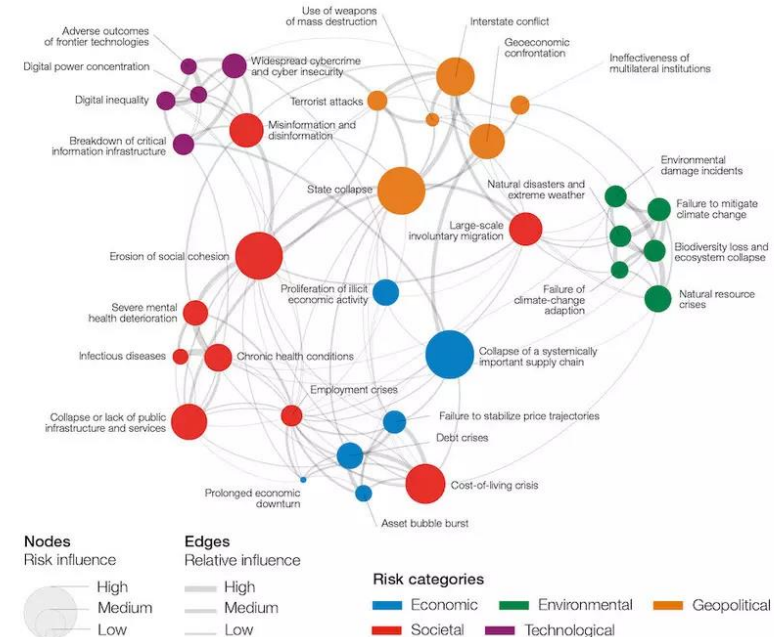 Use of weapons
of mass destruction
Interstate conflict
Adverse outcomes
of frontier technologies
Geoeconomic
confrontation
Widespread cybercrime
and cyber insecurity
Ineffectiveness of
multilateral institutions
Digital power concentration
Digital inequality
Terrorist attacks
Misinformation and
disinformation
Breakdown of critical
information infrastructure
Environmental
damage incidents
State collapse
Natural disasters and
extreme weather
Failure to mitigate
climate change
Large-scale
involuntary migration
Biodiversity loss and
ecosystem collapse
Erosion of social cohesion
Proliferation of illicit
economic activity
Failure of
climate-change
adaption
Natural resource
crises
Severe mental
health deterioration
Infectious diseases
Chronic health conditions
Collapse of a systemically
important supply chain
Employment crises
Collapse or lack of public
infrastructure and services
Failure to stabilize price trajectories
Debt crises
Cost-of-living crisis
Prolonged economic
downturn
Asset bubble burst
Nodes
Risk influence
High
Medium
Low
Edges
Relative influence
High
Medium
Low
Risk categories
Economic
Environmental
Geopolitical
Societal
Technological